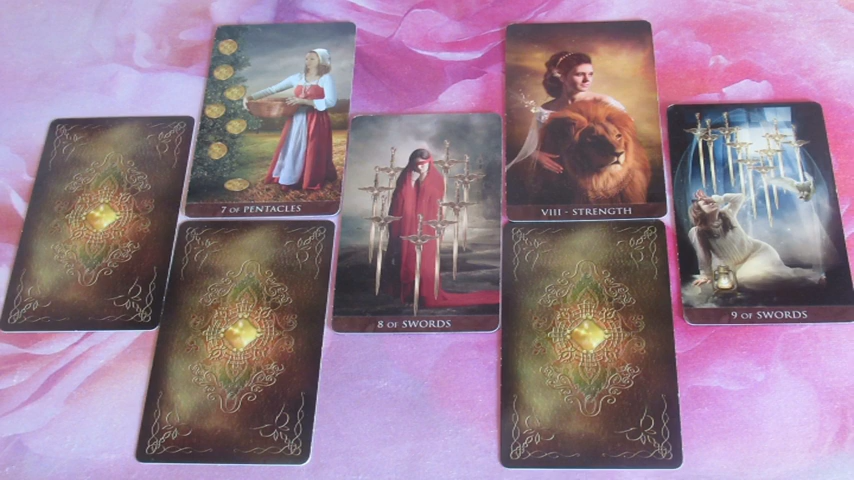 7 OF PENTACLES
VIII - STRENGTH
8 OF SWORDS
9 OF SWORDS